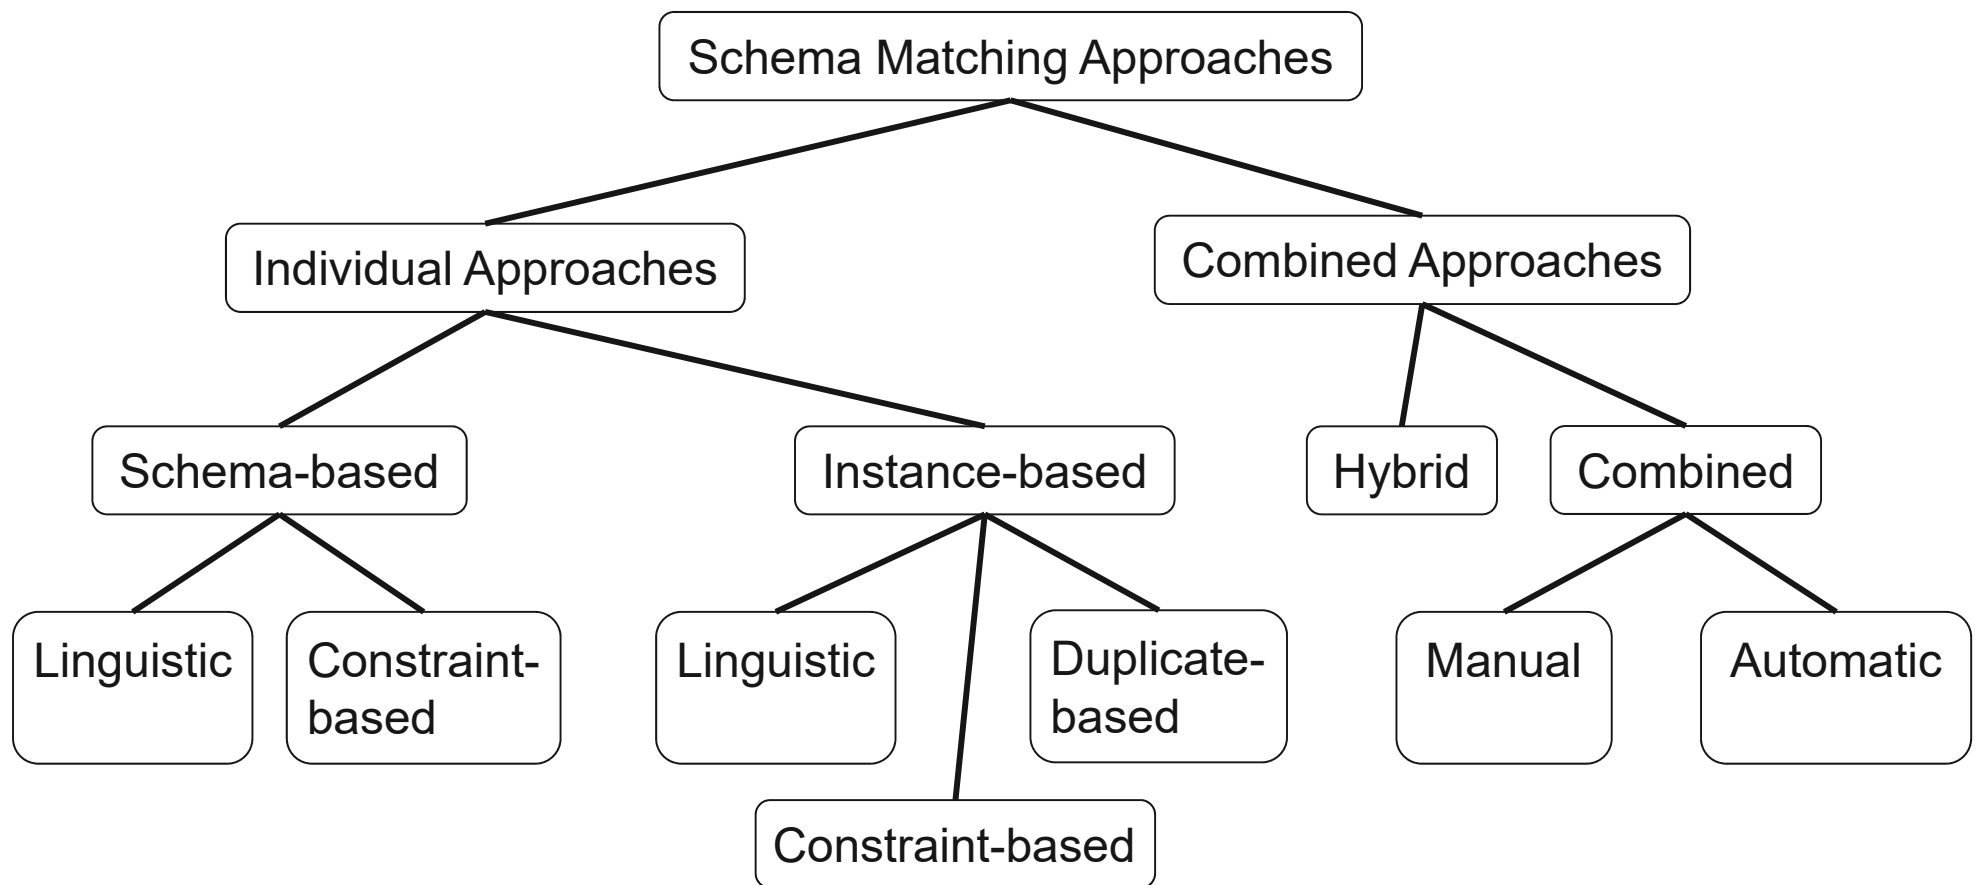 Schema Matching Approaches
Individual Approaches
Combined Approaches
Schema-based
Instance-based
Hybrid
Combined
Linguistic
Constraint-
based
Linguistic
Duplicate-
based
Manual
Automatic
Constraint-based